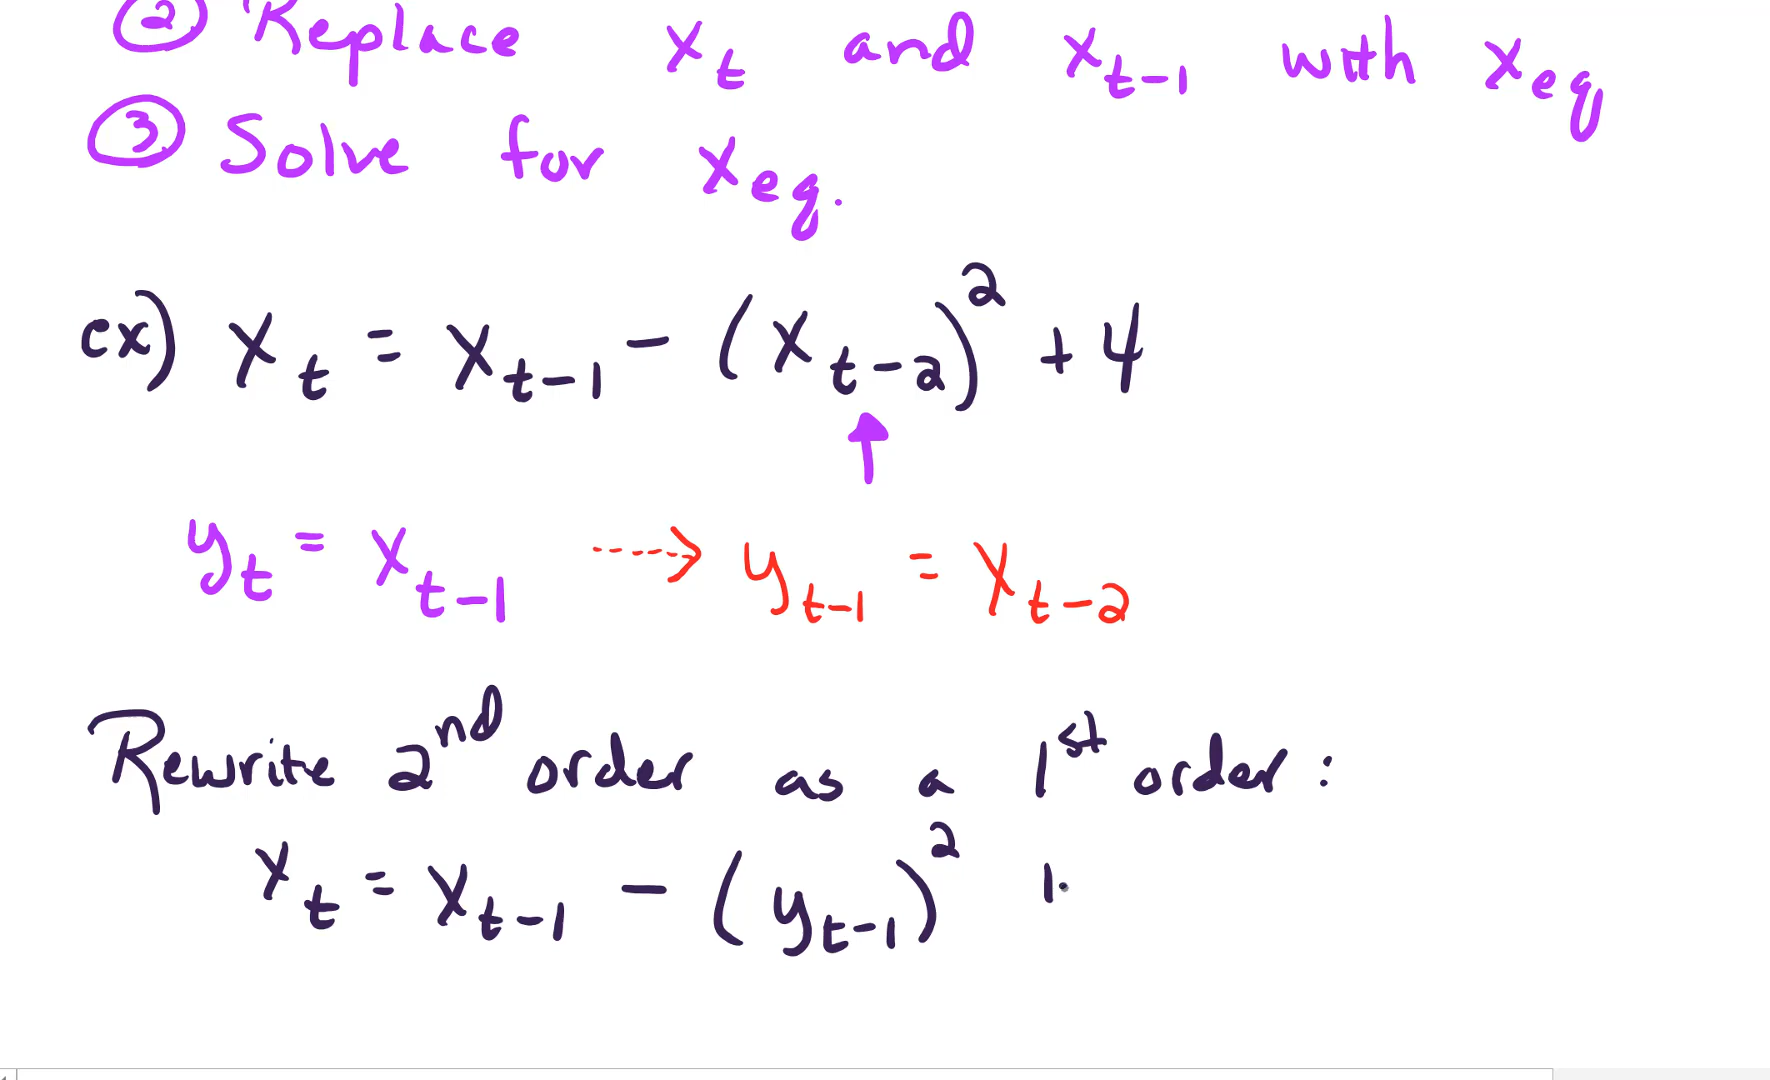 ② Replace x_t and x_{t-1} with x_eq
③ Solve for x_eq.
ex) x_t = x_{t-1} - (x_{t-2})^2 + 4
y_t = x_{t-1} ----> y_{t-1} = x_{t-2}
Rewrite 2^nd order as a 1^st order:
x_t = x_{t-1} - (y_{t-1})^2